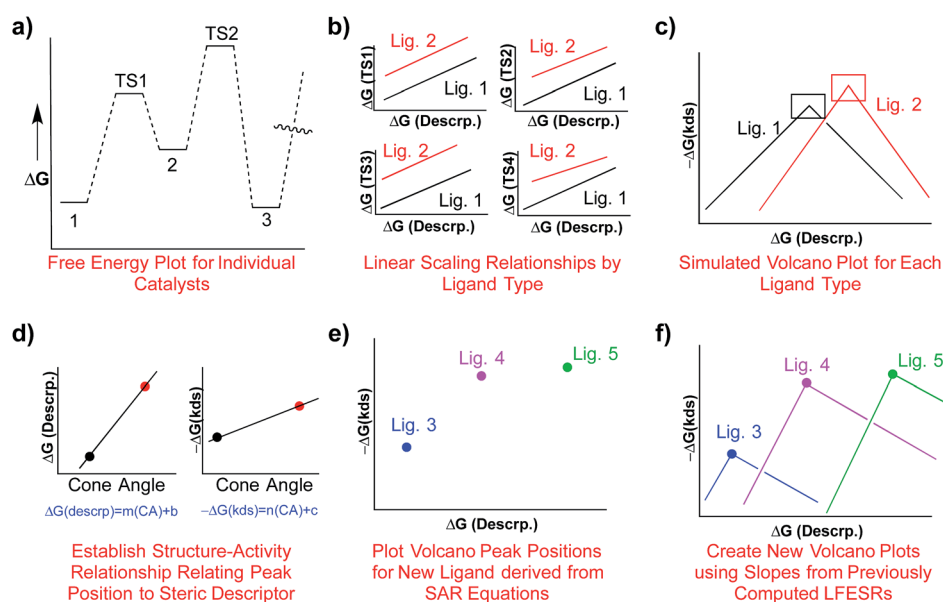 a)
TS2
TS1
ΔG
2
1
3
Free Energy Plot for Individual
Catalysts
b)
ΔG (TS1)
Lig. 2
Lig. 1
ΔG (Descrp.)
ΔG (TS2)
Lig. 2
Lig. 1
ΔG (Descrp.)
ΔG (TS3)
Lig. 2
Lig. 1
ΔG (Descrp.)
ΔG (TS4)
Lig. 2
Lig. 1
ΔG (Descrp.)
Linear Scaling Relationships by
Ligand Type
c)
−ΔG(kds)
Lig. 1
Lig. 2
ΔG (Descrp.)
Simulated Volcano Plot for Each
Ligand Type
d)
ΔG (Descrp.)
Cone Angle
ΔG(descrp)=m(CA)+b
−ΔG(kds)
Cone Angle
−ΔG(kds)=n(CA)+c
Establish Structure-Activity
Relationship Relating Peak
Position to Steric Descriptor
e)
−ΔG(kds)
Lig. 4
Lig. 5
Lig. 3
ΔG (Descrp.)
Plot Volcano Peak Positions
for New Ligand derived from
SAR Equations
f)
−ΔG(kds)
Lig. 4
Lig. 5
Lig. 3
ΔG (Descrp.)
Create New Volcano Plots
using Slopes from Previously
Computed LFESRs